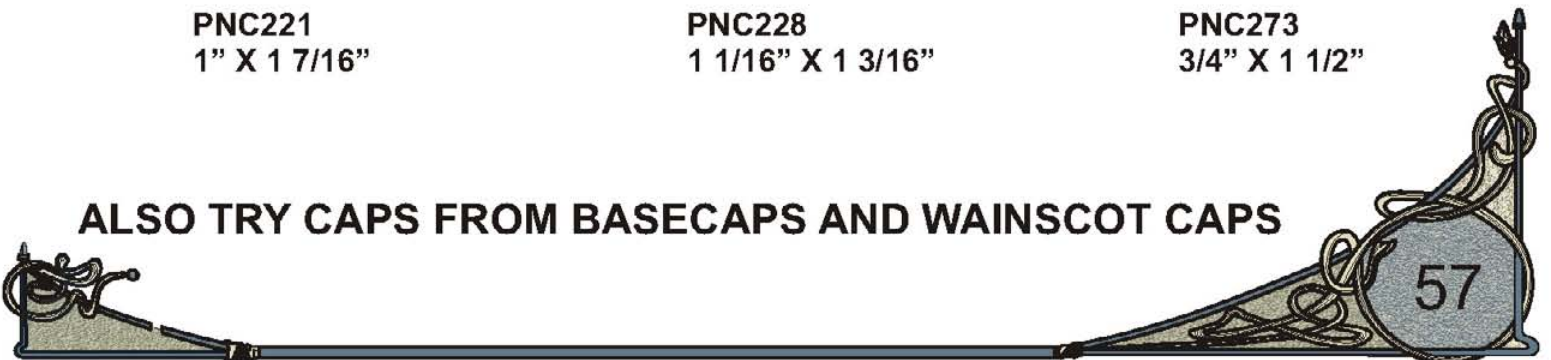 PNC221
1” X 1 7/16”
PNC228
1 1/16” X 1 3/16”
PNC273
3/4” X 1 1/2”
ALSO TRY CAPS FROM BASECAPS AND WAINSCOT CAPS
57